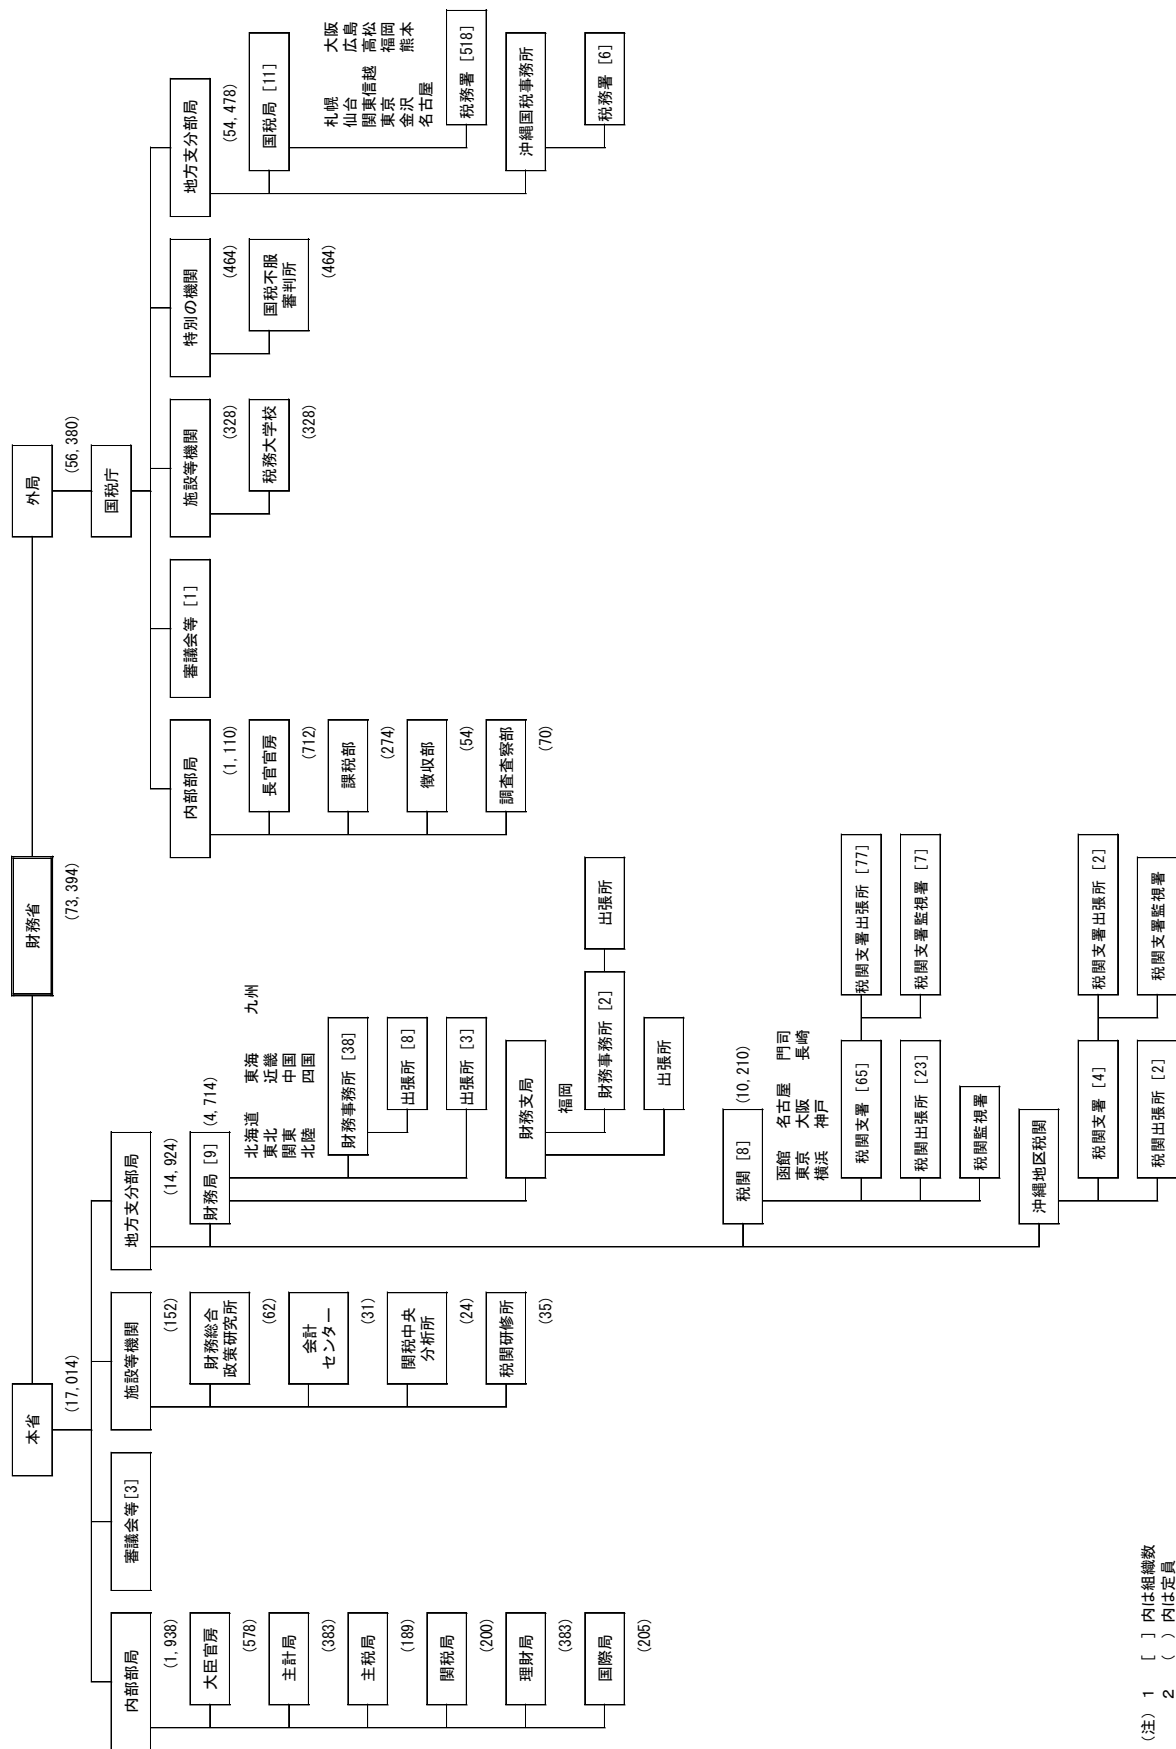 財務省
(73,394)
本省
(17,014)
内部部局
(1,938)
大臣官房
(578)
主計局
(383)
主税局
(189)
関税局
(200)
理財局
(383)
国際局
(205)
審議会等[3]
施設等機関
(152)
財務総合
政策研究所
(62)
会計
センター
(31)
関税中央
分析所
(24)
税関研修所
(35)
地方支分部局
(14,924)
財務局 [9] (4,714)
北海道 東海 九州
東北 近畿
関東 中国
北陸 四国
財務事務所 [38]
出張所 [8]
出張所 [3]
財務支局
福岡
財務事務所 [2]
出張所
出張所
税関 [8] (10,210)
函館 名古屋 門司
東京 大阪 長崎
横浜 神戸
税関支署 [65]
税関支署出張所 [77]
税関支署監視署 [7]
税関出張所 [23]
税関監視署
沖縄地区税関
税関支署 [4]
税関支署出張所 [2]
税関支署監視署
税関出張所 [2]
外局
(56,380)
国税庁
内部部局
(1,110)
長官官房
(712)
課税部
(274)
徴収部
(54)
調査査察部
(70)
審議会等 [1]
施設等機関
(328)
税務大学校
(328)
特別の機関
(464)
国税不服
審判所
(464)
地方支分部局
(54,478)
国税局 [11]
札幌 大阪
仙台 広島
関東信越 高松
東京 福岡
金沢 熊本
名古屋
税務署 [518]
沖縄国税事務所
税務署 [6]
(注) 1 [ ] 内は組織数
2 ( ) 内は定員